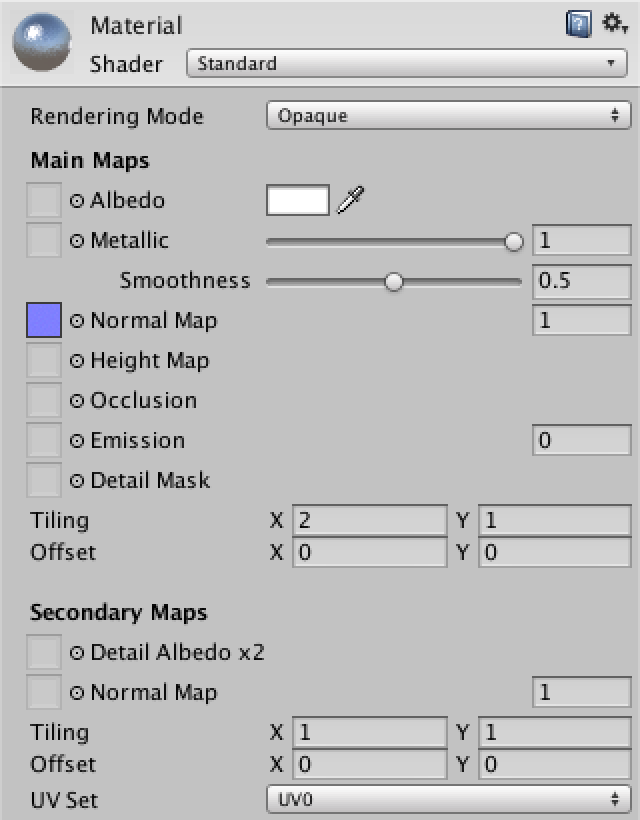 Material
Shader Standard
Rendering Mode Opaque
Main Maps
Albedo
Metallic 1
Smoothness 0.5
Normal Map 1
Height Map
Occlusion
Emission 0
Detail Mask
Tiling X 2 Y 1
Offset X 0 Y 0
Secondary Maps
Detail Albedo x2
Normal Map 1
Tiling X 1 Y 1
Offset X 0 Y 0
UV Set UV0